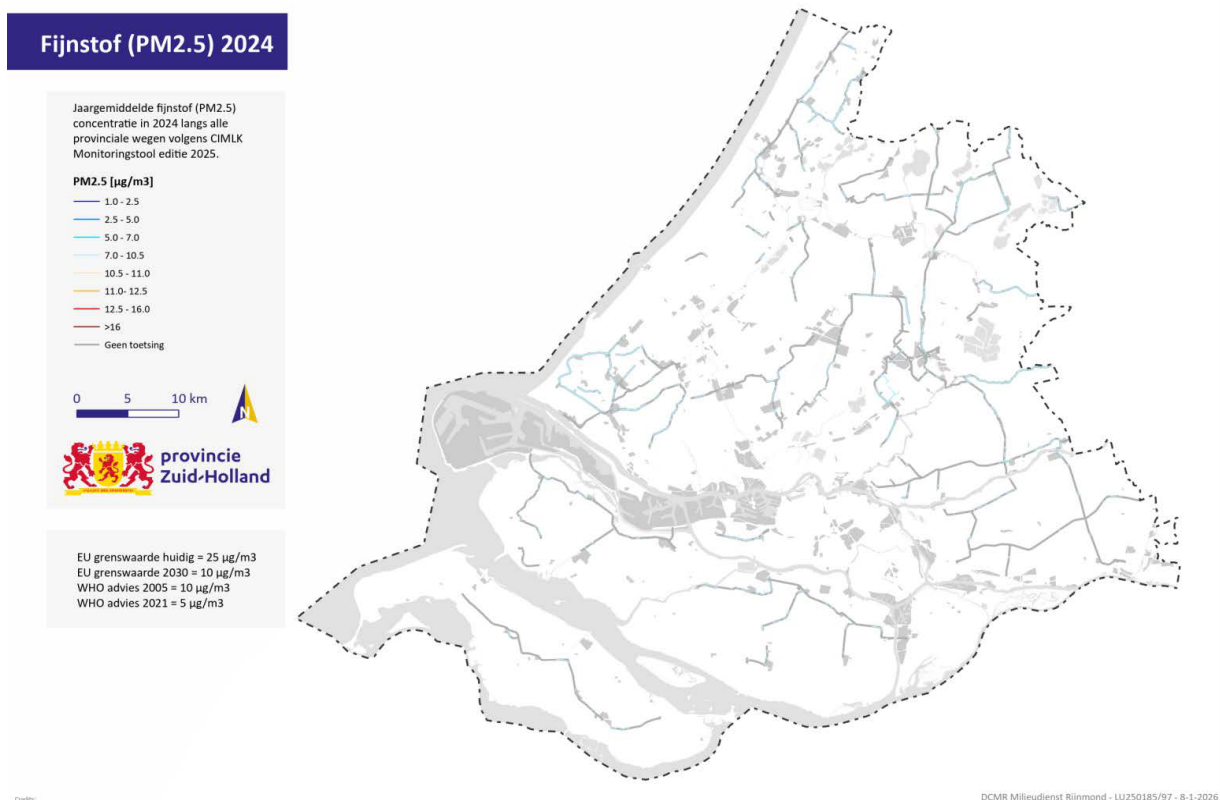 Fijnstof (PM2.5) 2024
Jaargemiddelde fijnstof (PM2.5)
concentratie in 2024 langs alle
provinciale wegen volgens CIMLK
Monitoringstool editie 2025.
PM2.5 [µg/m3]
1.0 - 2.5
2.5 - 5.0
5.0 - 7.0
7.0 - 10.5
10.5 - 11.0
11.0- 12.5
12.5 - 16.0
>16
Geen toetsing
0 5 10 km
N
provincie
Zuid-Holland
EU grenswaarde huidig = 25 µg/m3
EU grenswaarde 2030 = 10 µg/m3
WHO advies 2005 = 10 µg/m3
WHO advies 2021 = 5 µg/m3
Credits:
DCMR Milieudienst Rijnmond - LU250185/97 - 8-1-2026